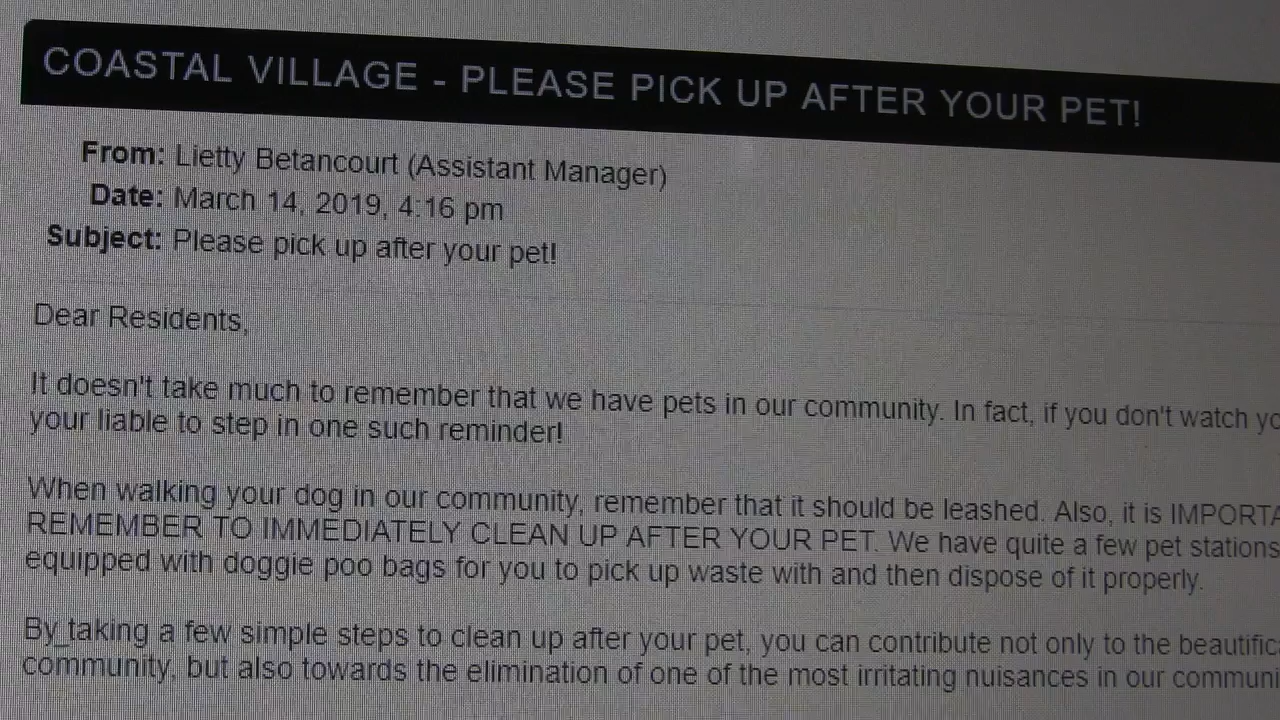 COASTAL VILLAGE - PLEASE PICK UP AFTER YOUR PET!
From: Lietty Betancourt (Assistant Manager)
Date: March 14, 2019, 4:16 pm
Subject: Please pick up after your pet!
Dear Residents,
It doesn't take much to remember that we have pets in our community. In fact, if you don't watch
your liable to step in one such reminder!
When walking your dog in our community, remember that it should be leashed. Also, it is
REMEMBER TO IMMEDIATELY CLEAN UP AFTER YOUR PET. We have quite a few pet stations
equipped with doggie poo bags for you to pick up waste with and then dispose of it properly.
By taking a few simple steps to clean up after your pet, you can contribute not only to the
community, but also towards the elimination of one of the most irritating nuisances in our